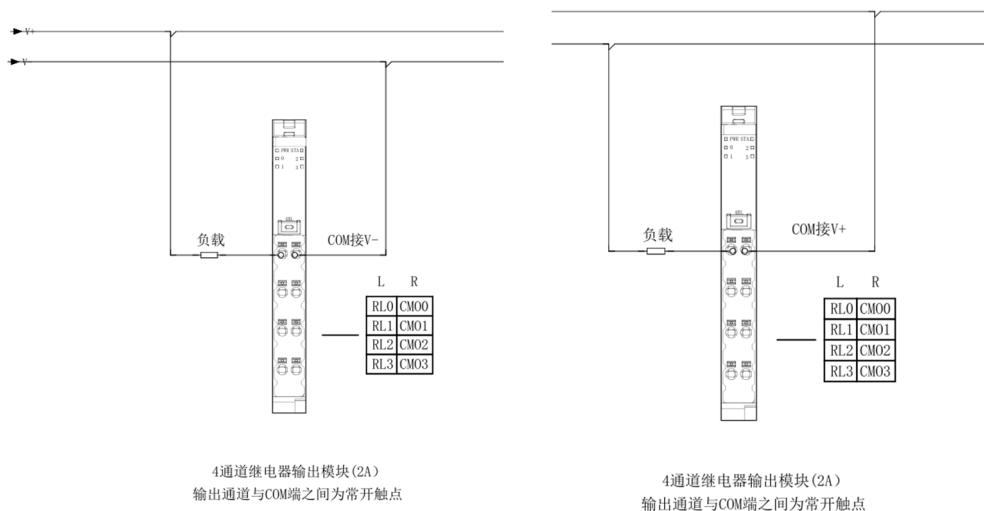 V+
V-
PWR STA
0 2
1 3
负载
COM接V-
L R
RL0 CMO0
RL1 CMO1
RL2 CMO2
RL3 CMO3
4通道继电器输出模块(2A)
输出通道与COM端之间为常开触点
PWR STA
0 2
1 3
负载
COM接V+
L R
RL0 CMO0
RL1 CMO1
RL2 CMO2
RL3 CMO3
4通道继电器输出模块(2A)
输出通道与COM端之间为常开触点